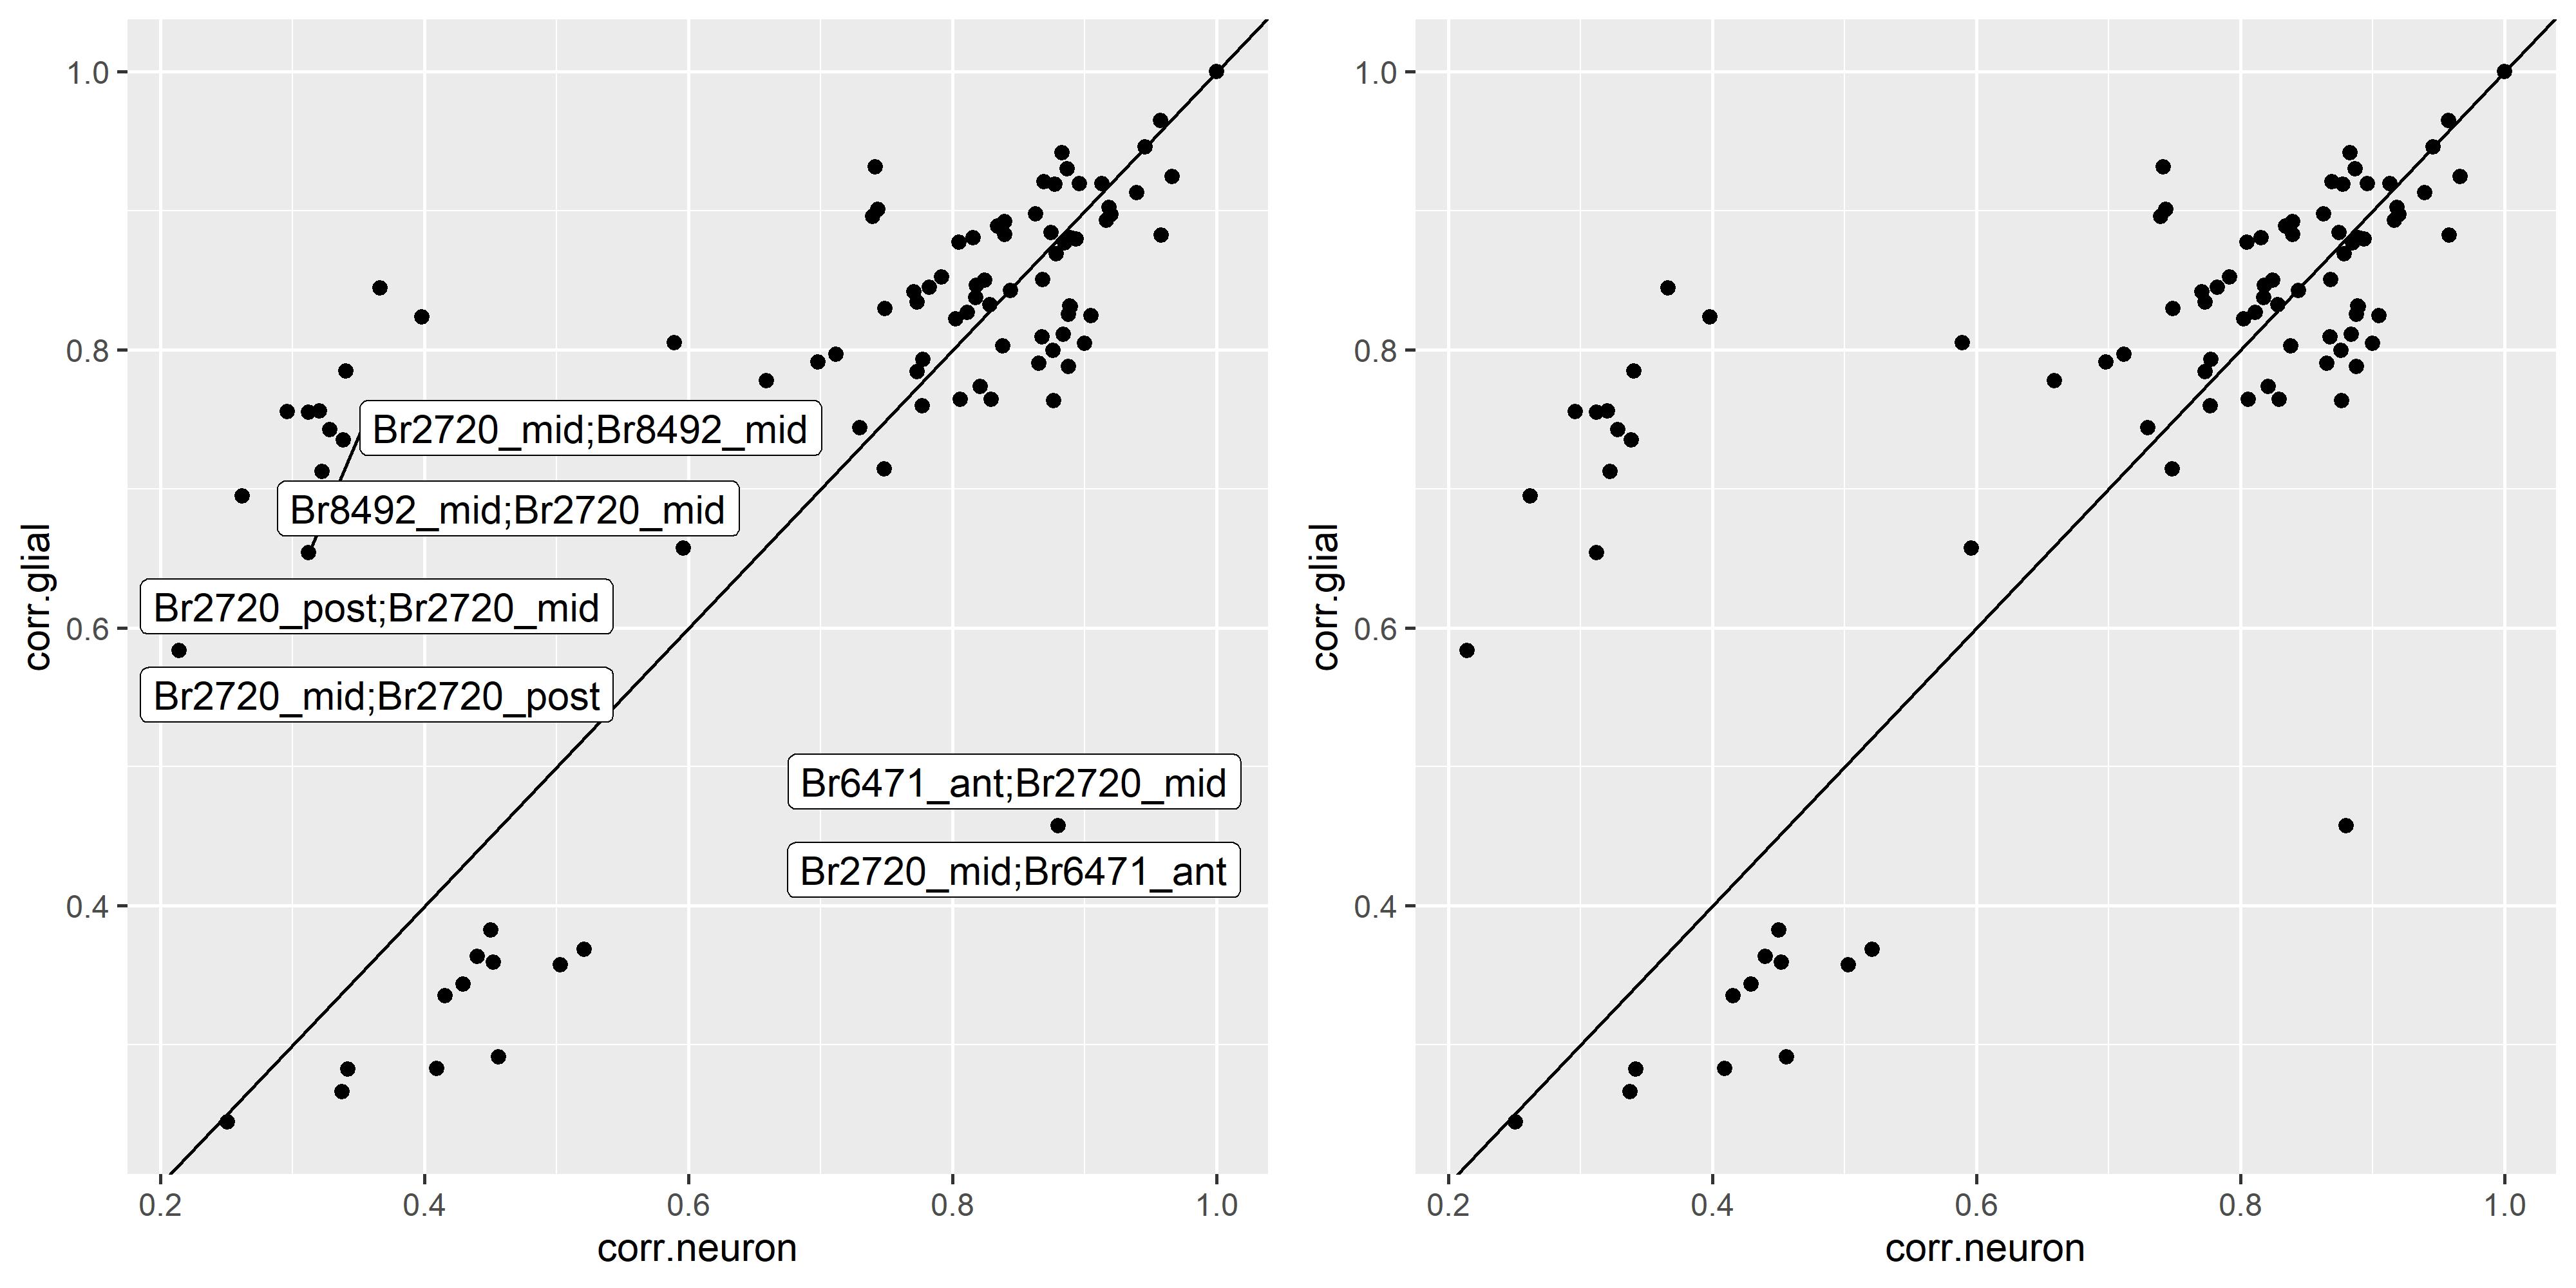 1.0
0.8
0.6
0.4
corr.glial
Br2720_mid;Br8492_mid
Br8492_mid;Br2720_mid
Br2720_post;Br2720_mid
Br2720_mid;Br2720_post
Br6471_ant;Br2720_mid
Br2720_mid;Br6471_ant
0.2 0.4 0.6 0.8 1.0
corr.neuron
1.0
0.8
0.6
0.4
corr.glial
0.2 0.4 0.6 0.8 1.0
corr.neuron